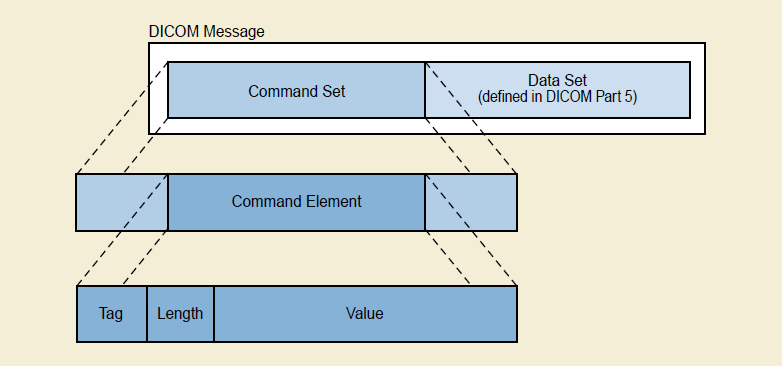 DICOM Message
Command Set
Data Set
(defined in DICOM Part 5)
Command Element
Tag
Length
Value